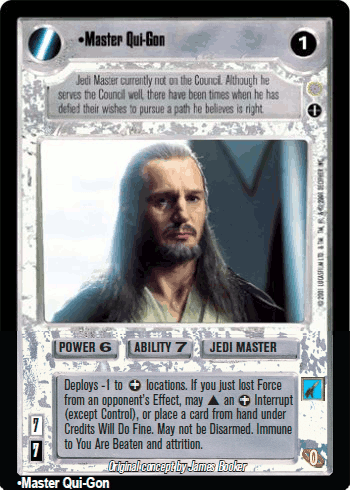 •Master Qui-Gon
1
Jedi Master currently not on the Council. Although he
serves the Council well, there have been times when he has
defied their wishes to pursue a path he believes is right.
POWER 6 ABILITY 7 JEDI MASTER
Deploys -1 to locations. If you just lost Force
from an opponent's Effect, may ▲ an Interrupt
(except Control), or place a card from hand under
Credits Will Do Fine. May not be Disarmed. Immune
to You Are Beaten and attrition.
7
7
0
Original concept by James Booker
•Master Qui-Gon